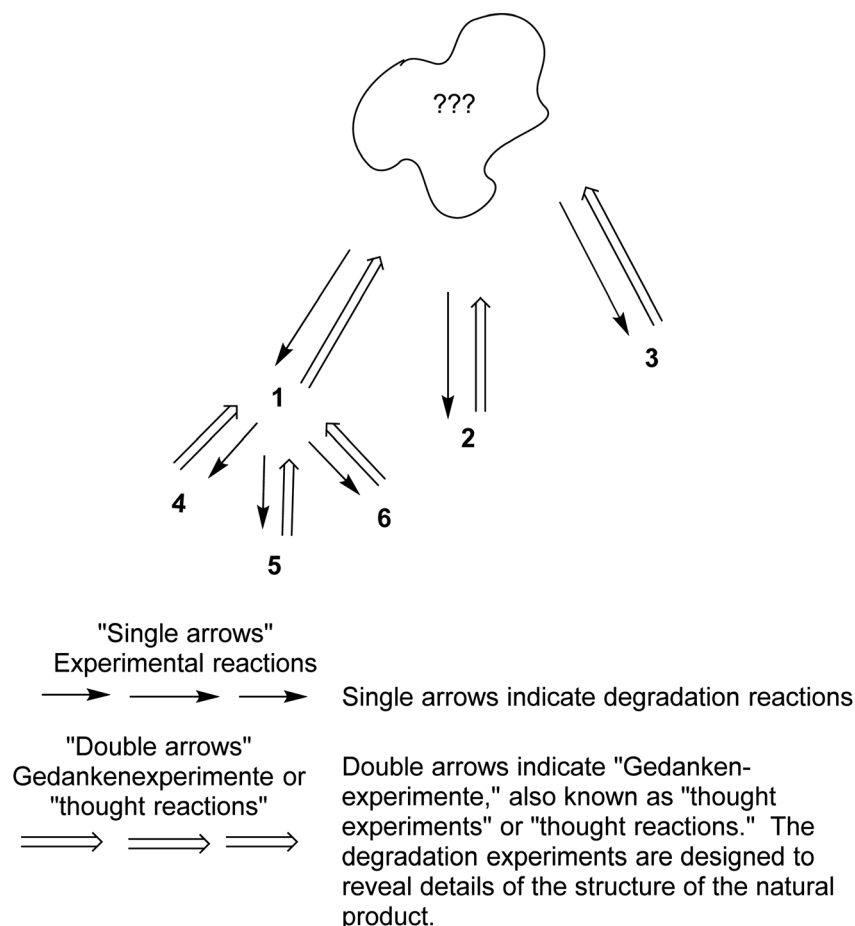 ???
1
2
3
4
5
6
"Single arrows"
Experimental reactions
Single arrows indicate degradation reactions
"Double arrows"
Gedankenexperimente or
"thought reactions"
Double arrows indicate "Gedanken-
experimente," also known as "thought
experiments" or "thought reactions." The
degradation experiments are designed to
reveal details of the structure of the natural
product.